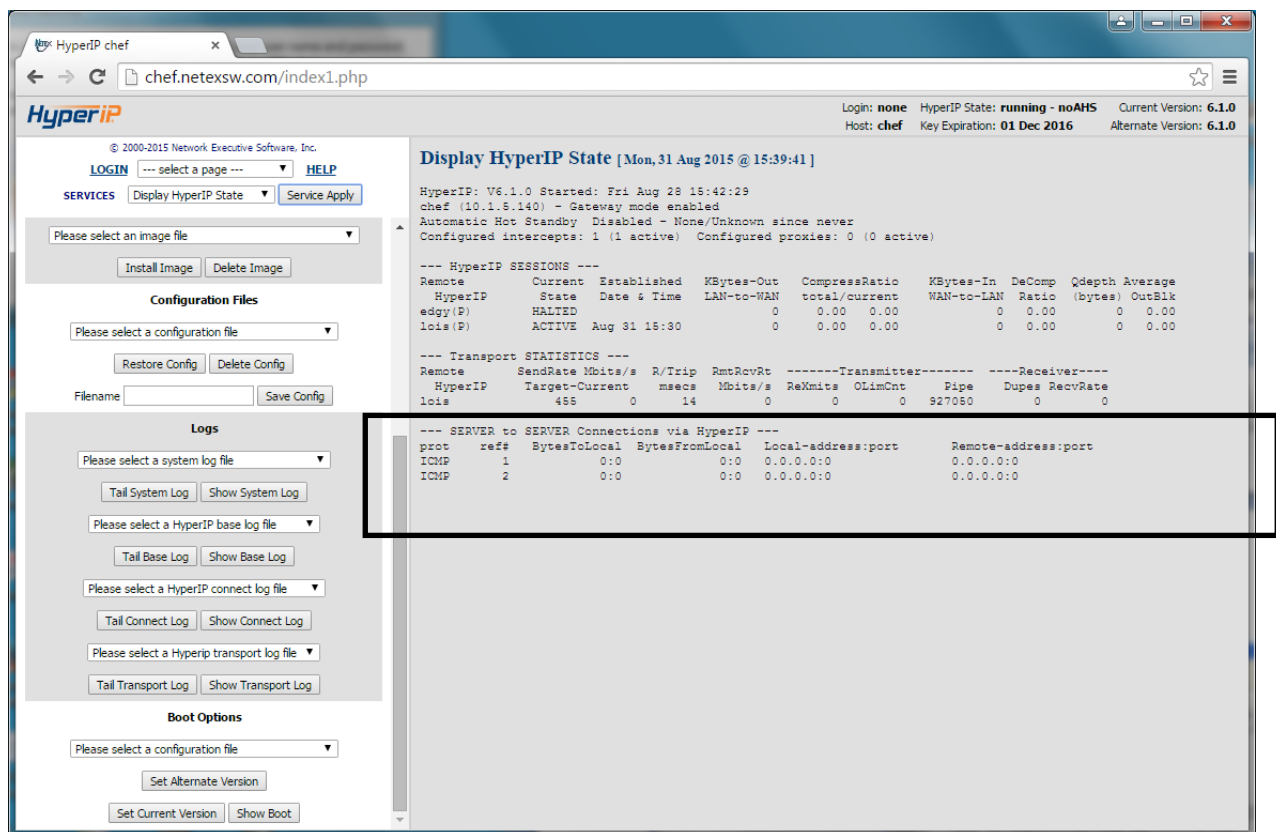 HyperIP chef
chef.netexsw.com/index1.php
HyperIP
Login: none HyperIP State: running - noAHS Current Version: 6.1.0
Host: chef Key Expiration: 01 Dec 2016 Alternate Version: 6.1.0
© 2000-2015 Network Executive Software, Inc.
LOGIN --- select a page --- HELP
SERVICES Display HyperIP State Service Apply
Please select an image file
Install Image Delete Image
Configuration Files
Please select a configuration file
Restore Config Delete Config
Filename Save Config
Logs
Please select a system log file
Tail System Log Show System Log
Please select a HyperIP base log file
Tail Base Log Show Base Log
Please select a HyperIP connect log file
Tail Connect Log Show Connect Log
Please select a Hyperip transport log file
Tail Transport Log Show Transport Log
Boot Options
Please select a configuration file
Set Alternate Version
Set Current Version Show Boot
Display HyperIP State [ Mon, 31 Aug 2015 @ 15:39:41 ]
HyperIP: V6.1.0 Started: Fri Aug 28 15:42:29
chef (10.1.5.140) - Gateway mode enabled
Automatic Hot Standby Disabled - None/Unknown since never
Configured intercepts: 1 (1 active) Configured proxies: 0 (0 active)
--- HyperIP SESSIONS ---
Remote Current Established KBytes-Out CompressRatio KBytes-In DeComp Qdepth Average
HyperIP State Date & Time LAN-to-WAN total/current WAN-to-LAN Ratio (bytes) OutBlk
edgy(P) HALTED 0 0.00 0.00 0 0.00 0 0.00
lois(P) ACTIVE Aug 31 15:30 0 0.00 0.00 0 0.00 0 0.00
--- Transport STATISTICS ---
Remote SendRate Mbits/s R/Trip RmtRcvRt -------Transmitter------- ----Receiver----
HyperIP Target-Current msecs Mbits/s ReXmits OLimCnt Pipe Dupes RecvRate
lois 455 0 14 0 0 0 927050 0 0
--- SERVER to SERVER Connections via HyperIP ---
prot ref# BytesToLocal BytesFromLocal Local-address:port Remote-address:port
ICMP 1 0:0 0:0 0.0.0.0:0 0.0.0.0:0
ICMP 2 0:0 0:0 0.0.0.0:0 0.0.0.0:0